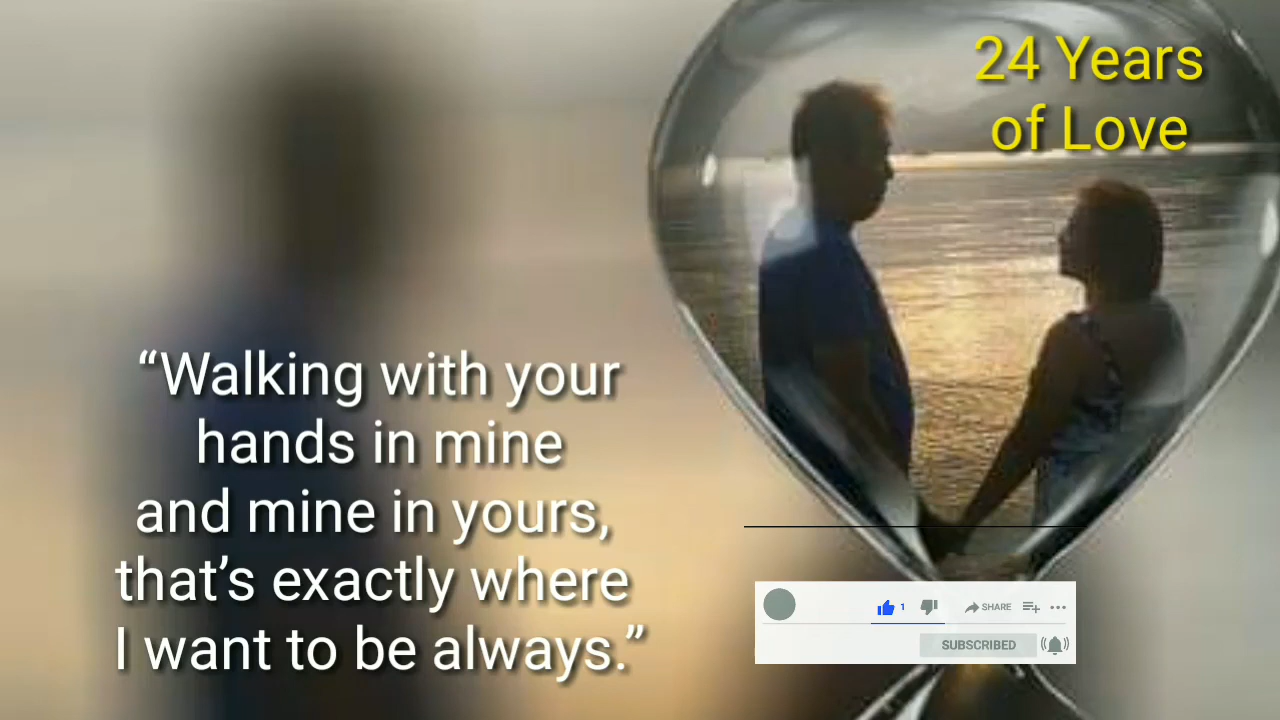 24 Years
of Love
“Walking with your
hands in mine
and mine in yours,
that’s exactly where
I want to be always.”
1
SHARE
SUBSCRIBED